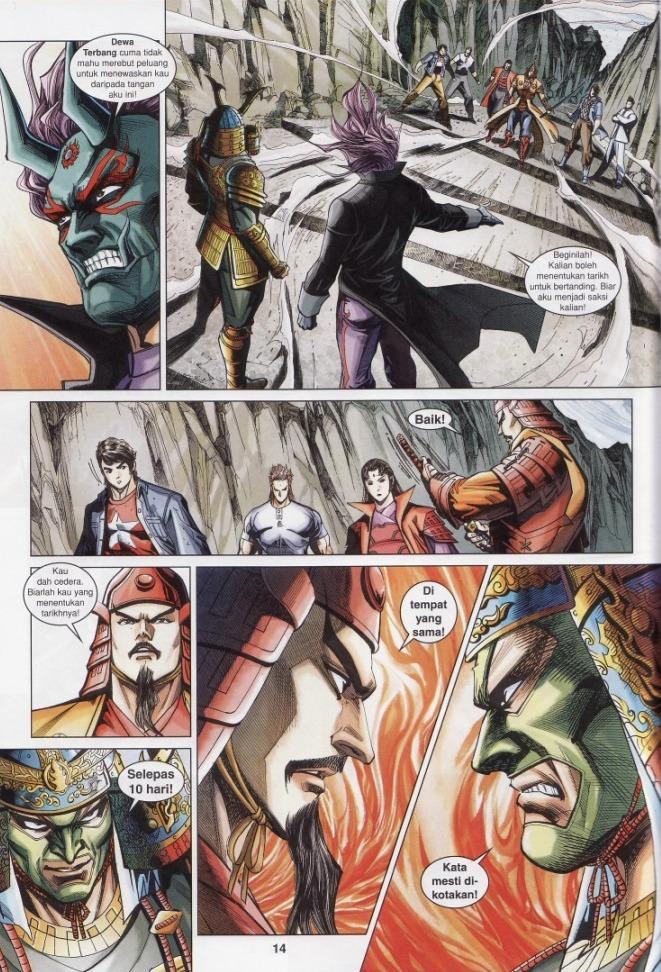 Dewa
Terbang cuma tidak
mahu merebut peluang
untuk menewaskan kau
daripada tangan
aku ini!
Beginilah!
Kalian boleh
menentukan tarikh
untuk bertanding. Biar
aku menjadi saksi
kalian!
Baik!
Kau
dah cedera.
Biarlah kau yang
menentukan
tarikhnya!
Selepas
10 hari!
Di
tempat
yang
sama!
Kata
mesti di-
kotakan!
14